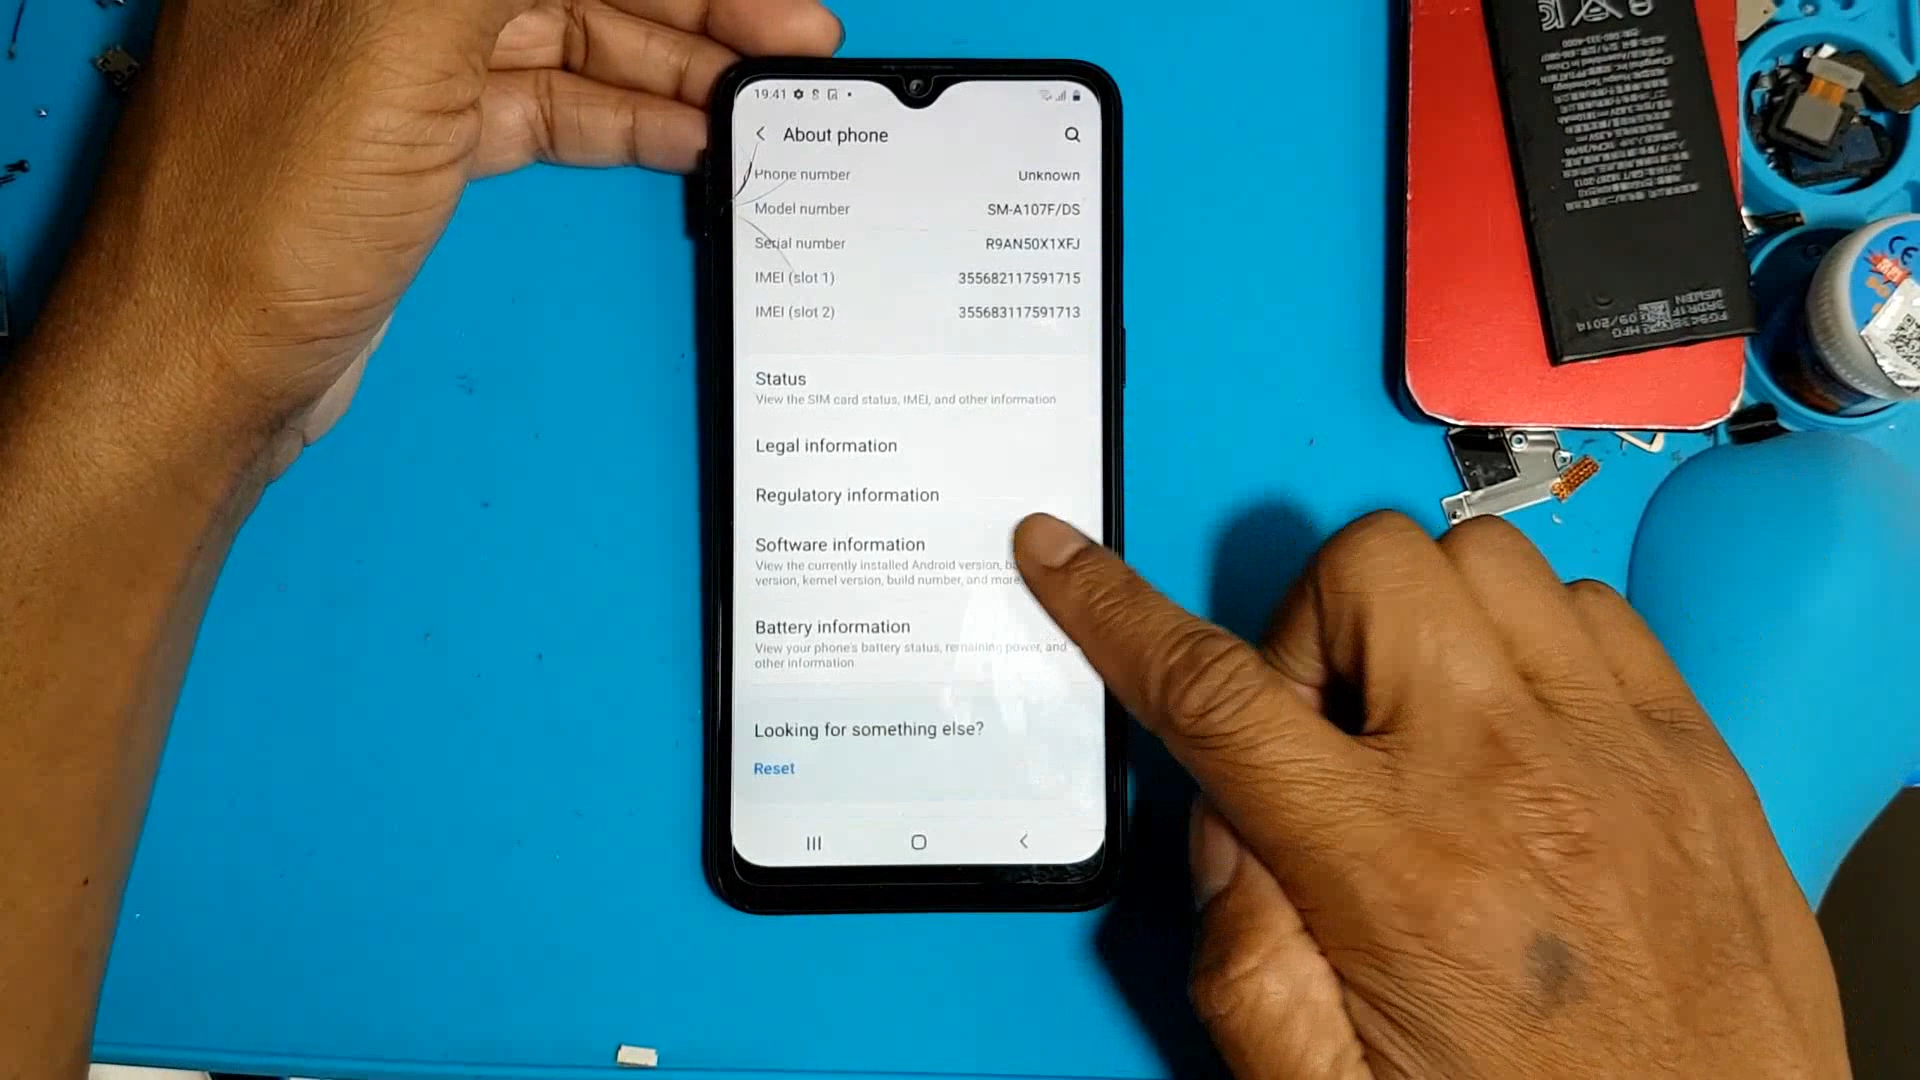 19:41
About phone
Phone number Unknown
Model number SM-A107F/DS
Serial number R9AN50X1XFJ
IMEI (slot 1) 355682117591715
IMEI (slot 2) 355683117591713
Status
View the SIM card status, IMEI, and other information
Legal information
Regulatory information
Software information
View the currently installed Android version,
version, kernel version, build number, and more
Battery information
View your phone's battery status, remaining power, and
other information
Looking for something else?
Reset